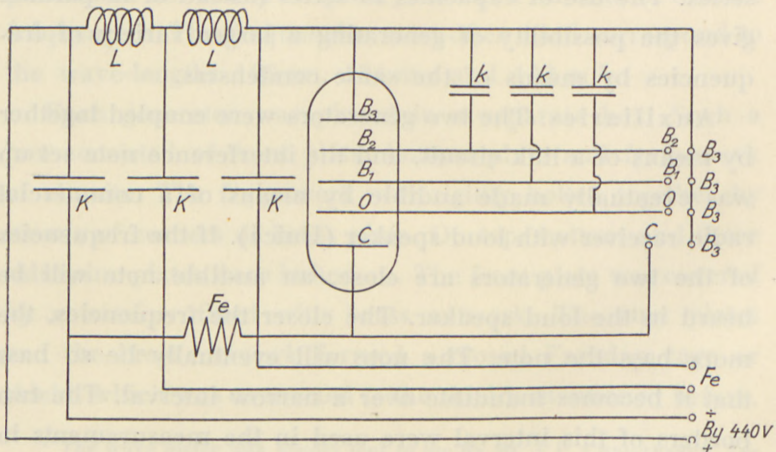 L L
k k k
B3
B2
B1
O
C
B2 B3
B1 B3
O B3
C B3
K K K
Fe
Fe
÷
By 440V
+